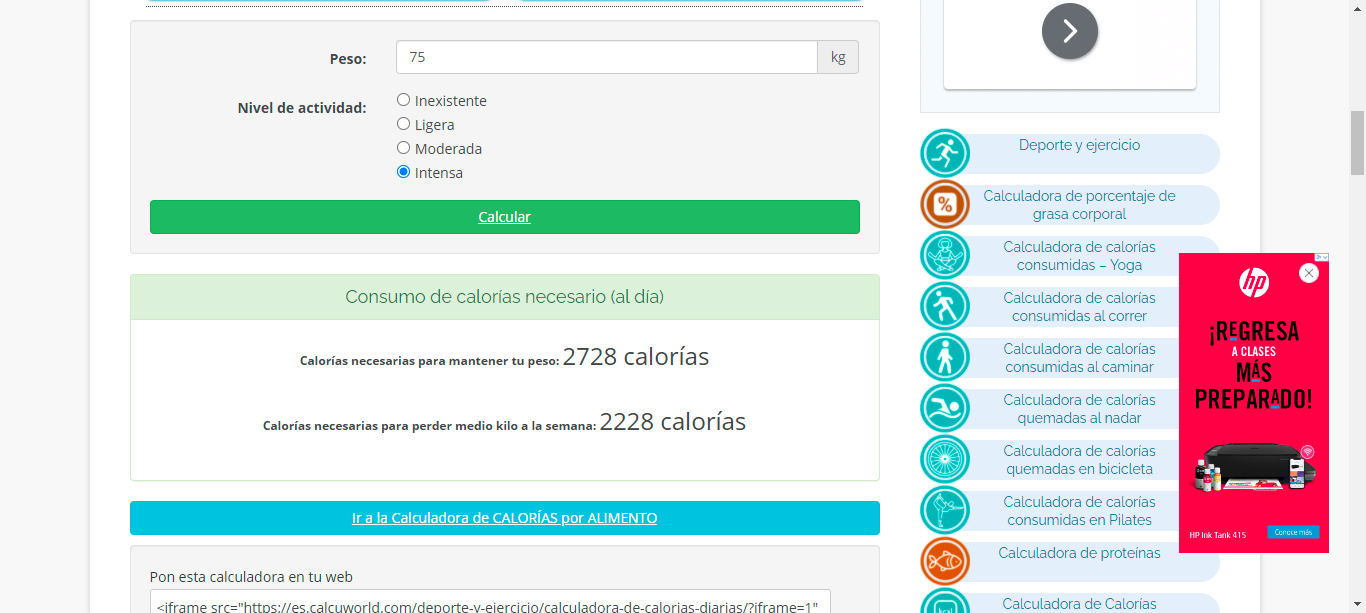 Peso:
75
kg
Nivel de actividad:
Inexistente
Ligera
Moderada
Intensa
Calcular
Consumo de calorías necesario (al día)
Calorías necesarias para mantener tu peso: 2728 calorías
Calorías necesarias para perder medio kilo a la semana: 2228 calorías
Ir a la Calculadora de CALORÍAS por ALIMENTO
Pon esta calculadora en tu web
<iframe src="https://es.calcuworld.com/deporte-y-ejercicio/calculadora-de-calorias-diarias/?iframe=1"
Deporte y ejercicio
%
Calculadora de porcentaje de
grasa corporal
Calculadora de calorías
consumidas – Yoga
Calculadora de calorías
consumidas al correr
Calculadora de calorías
consumidas al caminar
Calculadora de calorías
quemadas al nadar
Calculadora de calorías
quemadas en bicicleta
Calculadora de calorías
consumidas en Pilates
Calculadora de proteínas
kcal
Calculadora de Calorías
hp
¡REGRESA
A CLASES
MÁS
PREPARADO!
HP Ink Tank 415
Conoce más